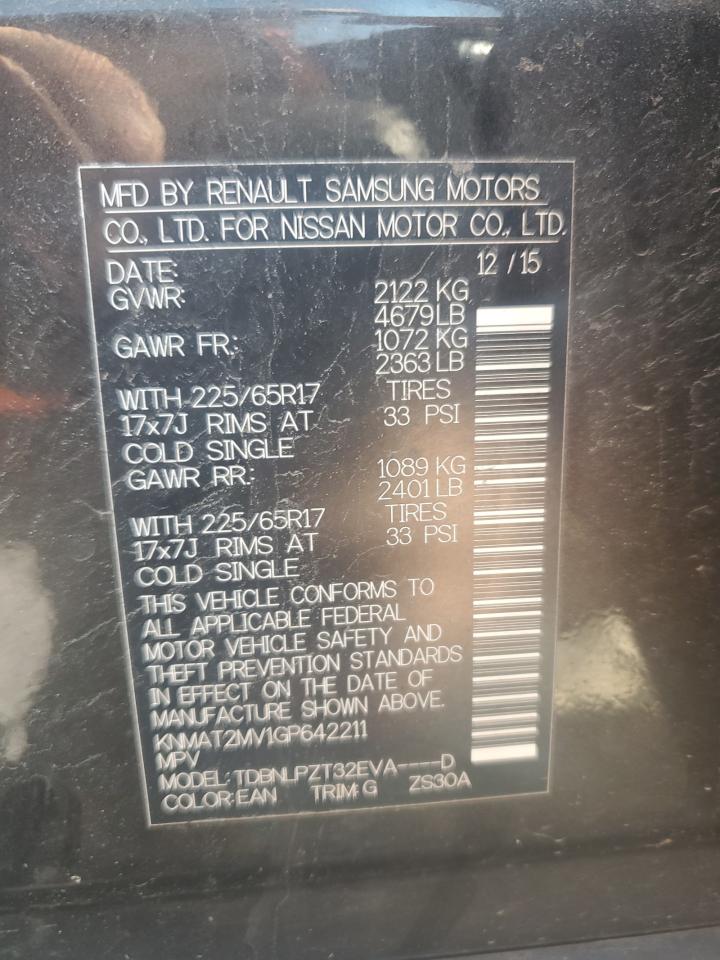 MFD BY RENAULT SAMSUNG MOTORS
CO., LTD. FOR NISSAN MOTOR CO., LTD.
DATE: 12 / 15
GVWR: 2122 KG
4679 LB
GAWR FR.: 1072 KG
2363 LB
WITH 225/65R17 TIRES
17x7J RIMS AT 33 PSI
COLD SINGLE
GAWR RR.: 1089 KG
2401 LB
WITH 225/65R17 TIRES
17x7J RIMS AT 33 PSI
COLD SINGLE
THIS VEHICLE CONFORMS TO
ALL APPLICABLE FEDERAL
MOTOR VEHICLE SAFETY AND
THEFT PREVENTION STANDARDS
IN EFFECT ON THE DATE OF
MANUFACTURE SHOWN ABOVE.
KNMAT2MV1GP642211
MPV
MODEL: TDBNLPZT32EVA----D
COLOR: EAN TRIM: G ZS30A